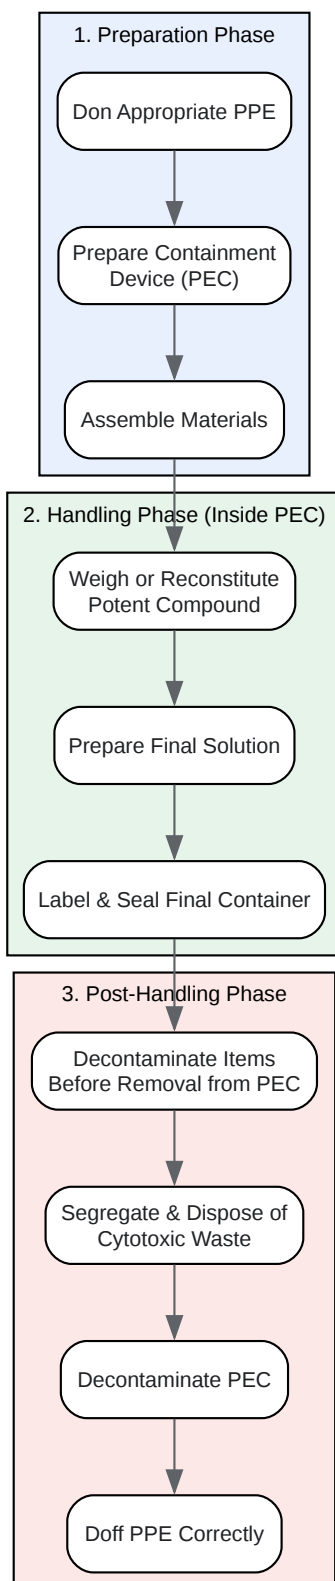 1. Preparation Phase
Don Appropriate PPE
Prepare Containment
Device (PEC)
Assemble Materials
2. Handling Phase (Inside PEC)
Weigh or Reconstitute
Potent Compound
Prepare Final Solution
Label & Seal Final Container
3. Post-Handling Phase
Decontaminate Items
Before Removal from PEC
Segregate & Dispose of
Cytotoxic Waste
Decontaminate PEC
Doff PPE Correctly